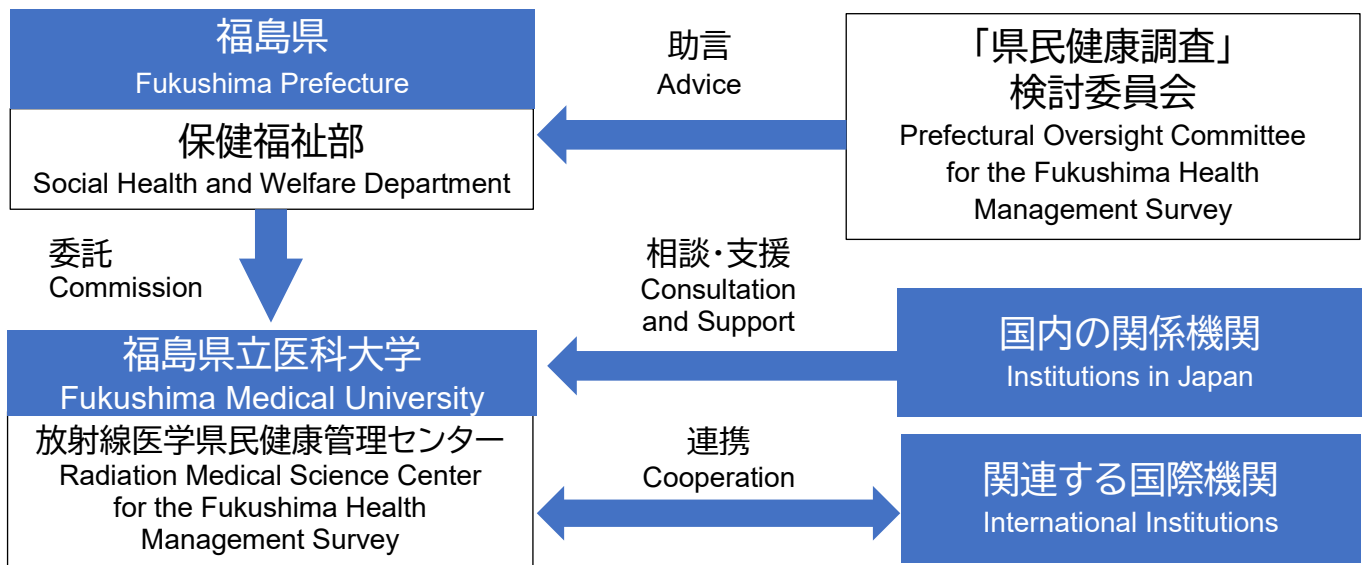 福島県
Fukushima Prefecture
保健福祉部
Social Health and Welfare Department
助言
Advice
「県民健康調査」
検討委員会
Prefectural Oversight Committee
for the Fukushima Health
Management Survey
委託
Commission
相談・支援
Consultation
and Support
福島県立医科大学
Fukushima Medical University
放射線医学県民健康管理センター
Radiation Medical Science Center
for the Fukushima Health
Management Survey
国内の関係機関
Institutions in Japan
連携
Cooperation
関連する国際機関
International Institutions